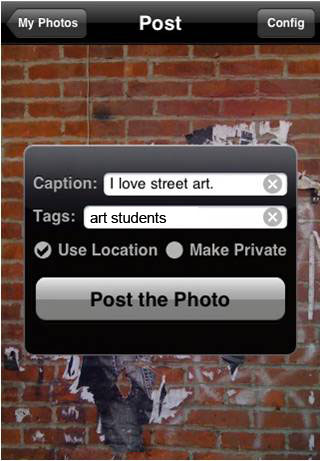 My Photos Post Config
Caption: I love street art.
Tags: art students
Use Location Make Private
Post the Photo